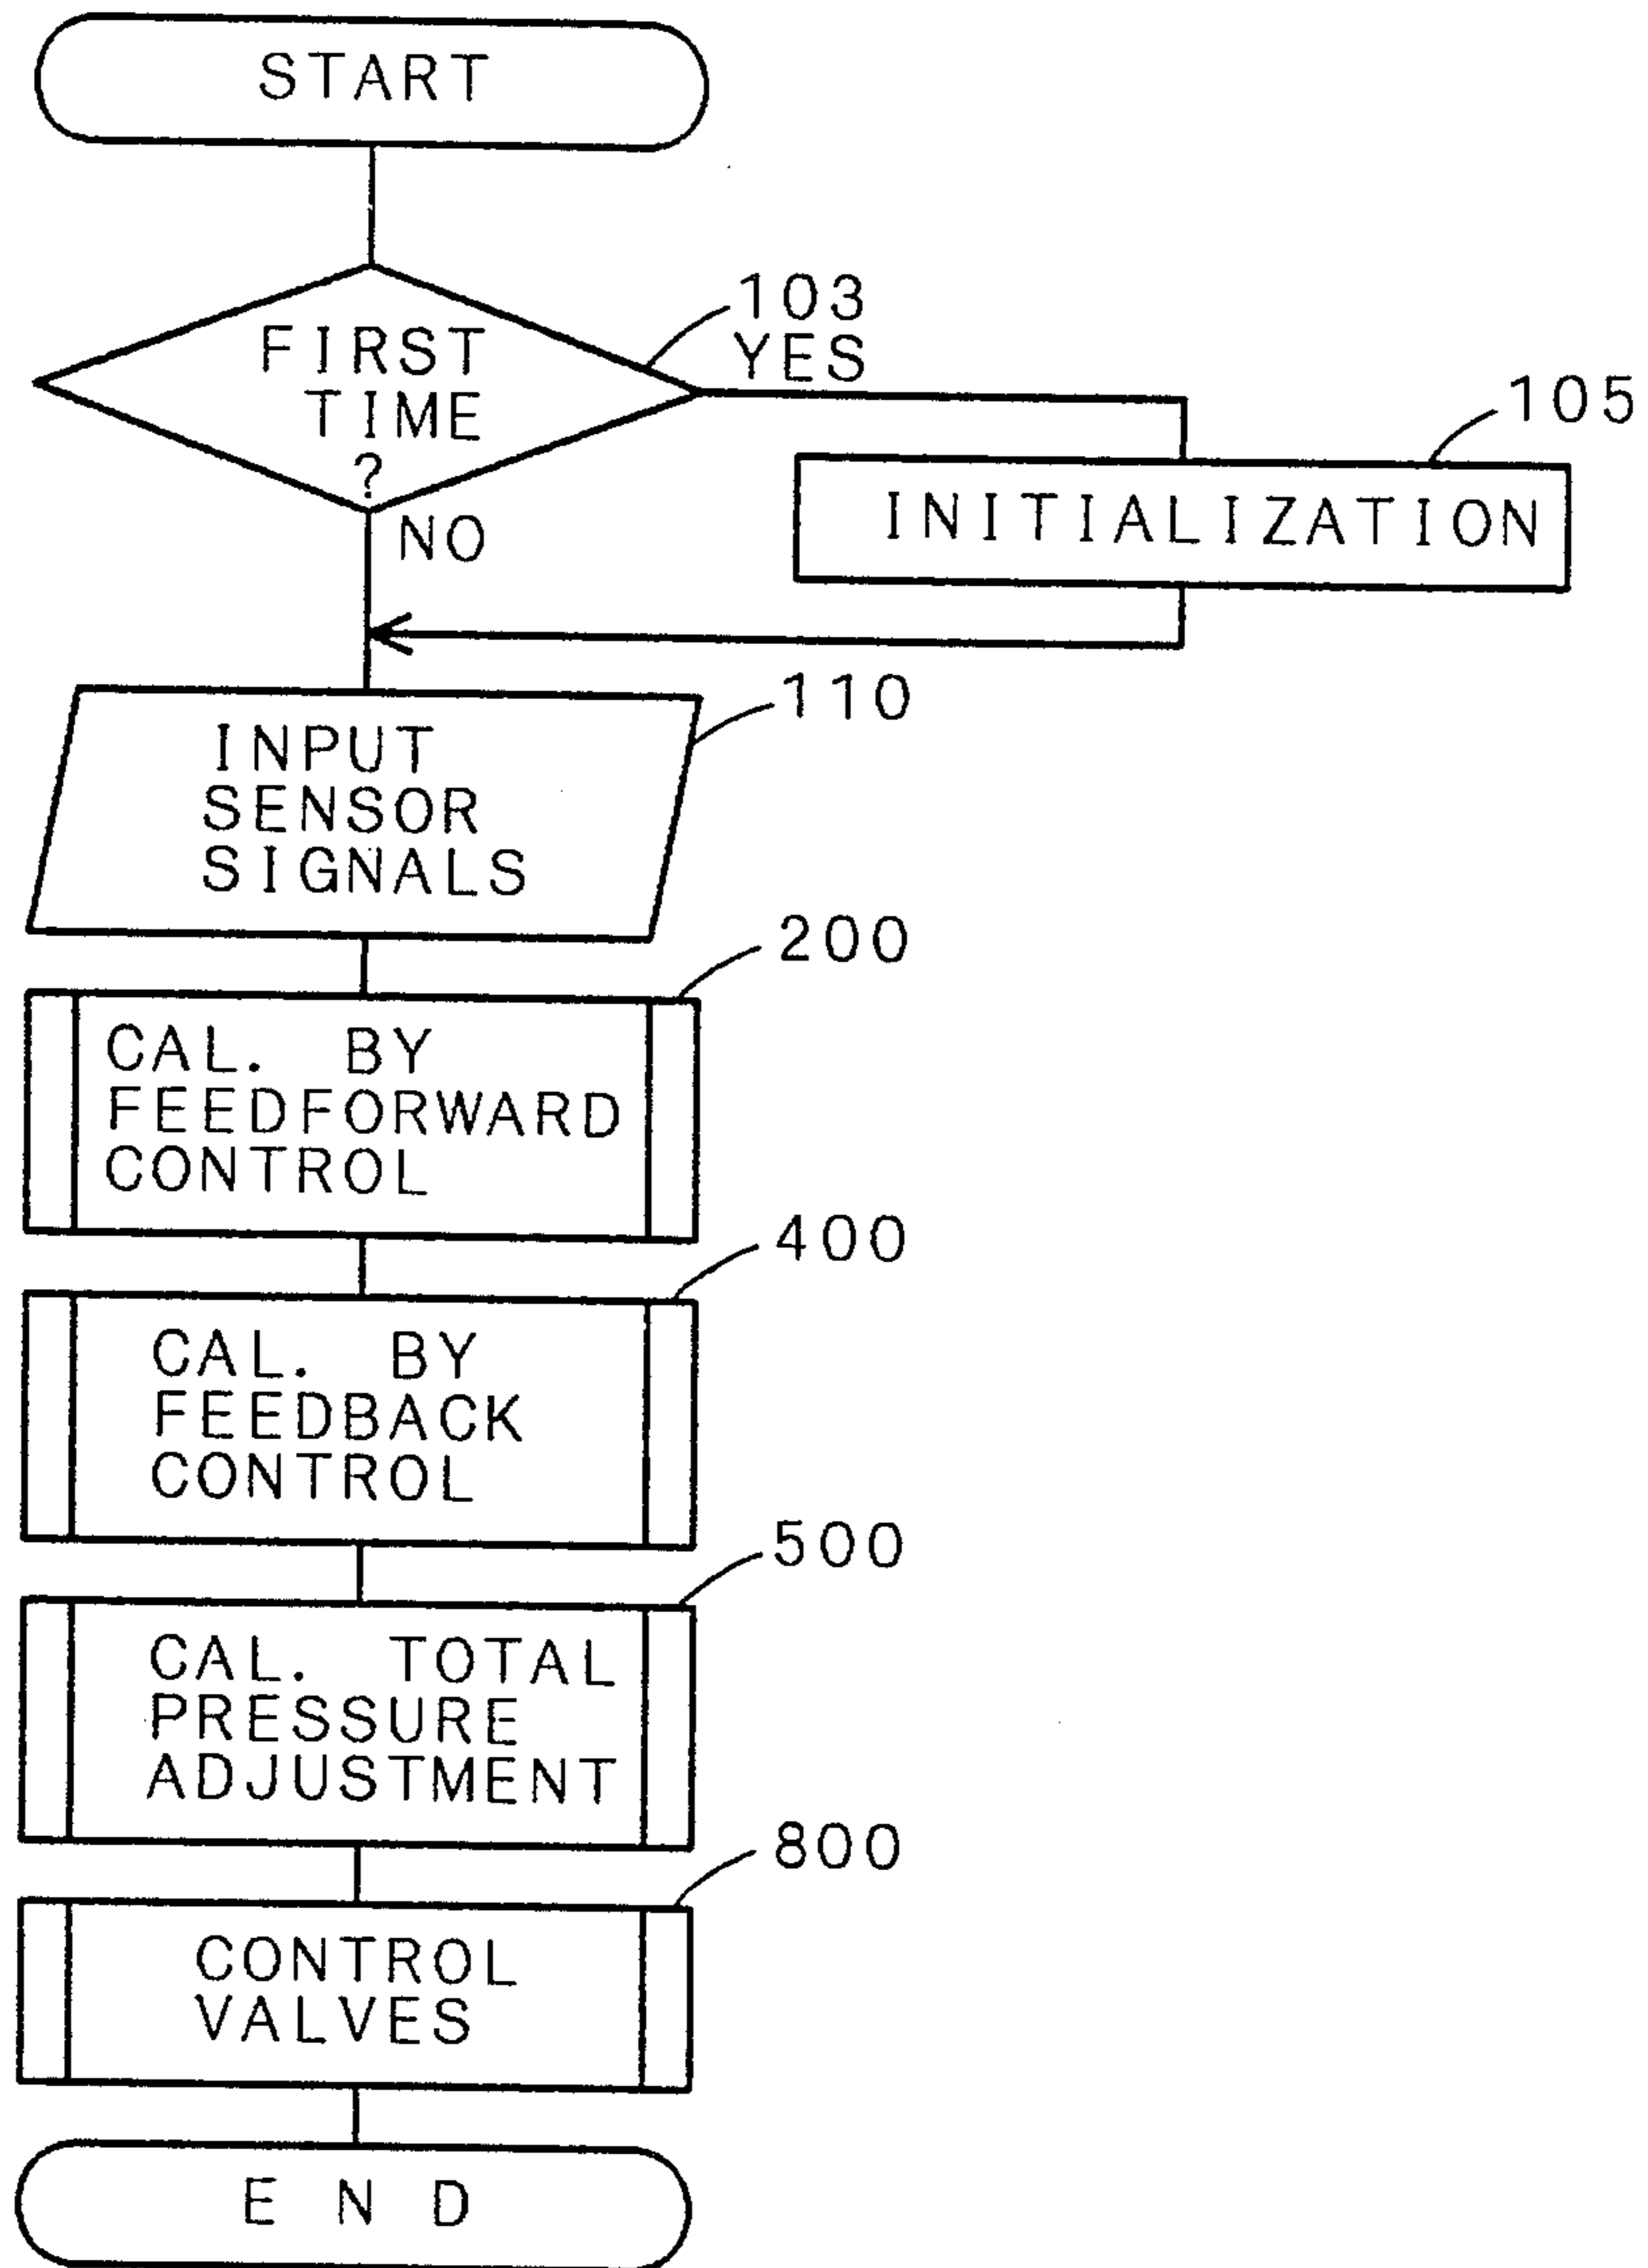 START
FIRST
TIME
?
103
YES
105
INITIALIZATION
NO
110
INPUT
SENSOR
SIGNALS
200
CAL. BY
FEEDFORWARD
CONTROL
400
CAL. BY
FEEDBACK
CONTROL
500
CAL. TOTAL
PRESSURE
ADJUSTMENT
800
CONTROL
VALVES
END